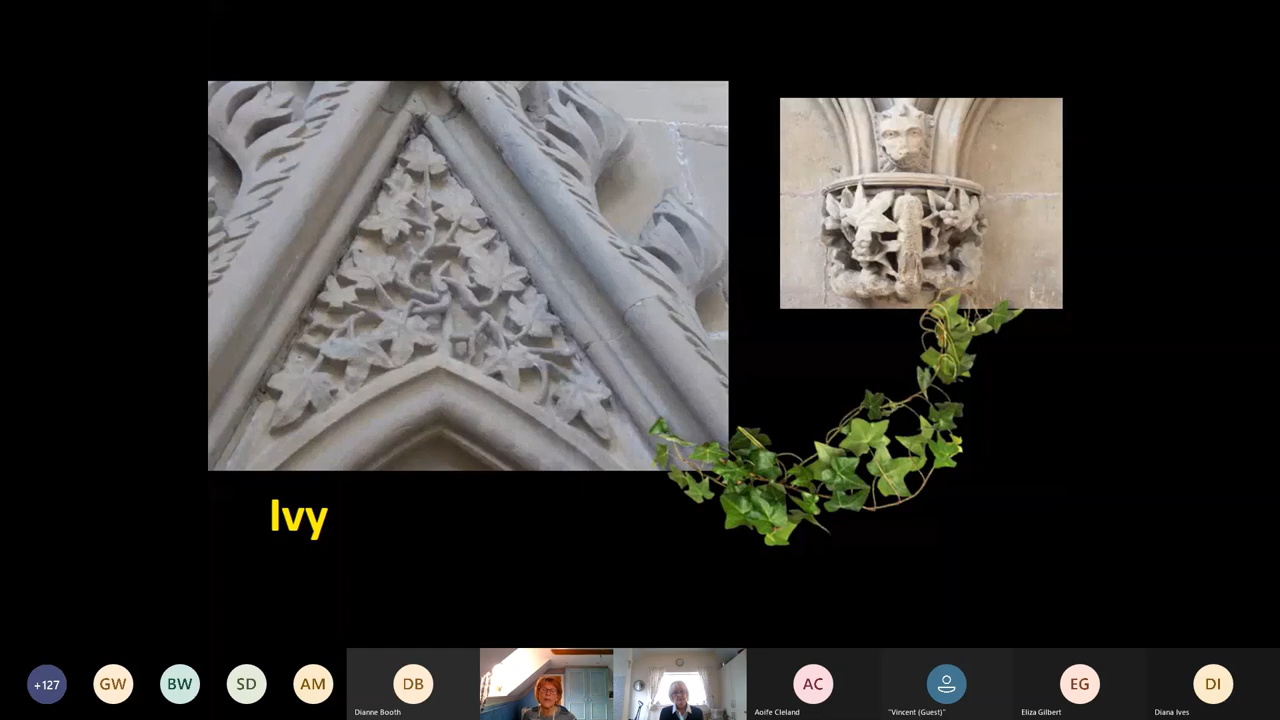 Ivy
+127
GW
BW
SD
AM
DB
AC
EG
DI
Dianne Booth
Aoife Cleland
"Vincent (Guest)"
Eliza Gilbert
Diana Ives